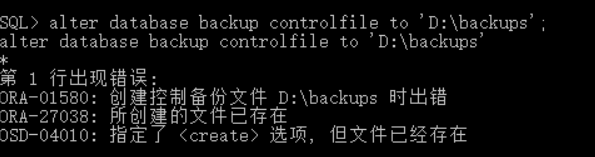 SQL> alter database backup controlfile to 'D:\backups';
alter database backup controlfile to 'D:\backups'
*
第 1 行出现错误:
ORA-01580: 创建控制备份文件 D:\backups 时出错
ORA-27038: 所创建的文件已存在
OSD-04010: 指定了 <create> 选项, 但文件已经存在